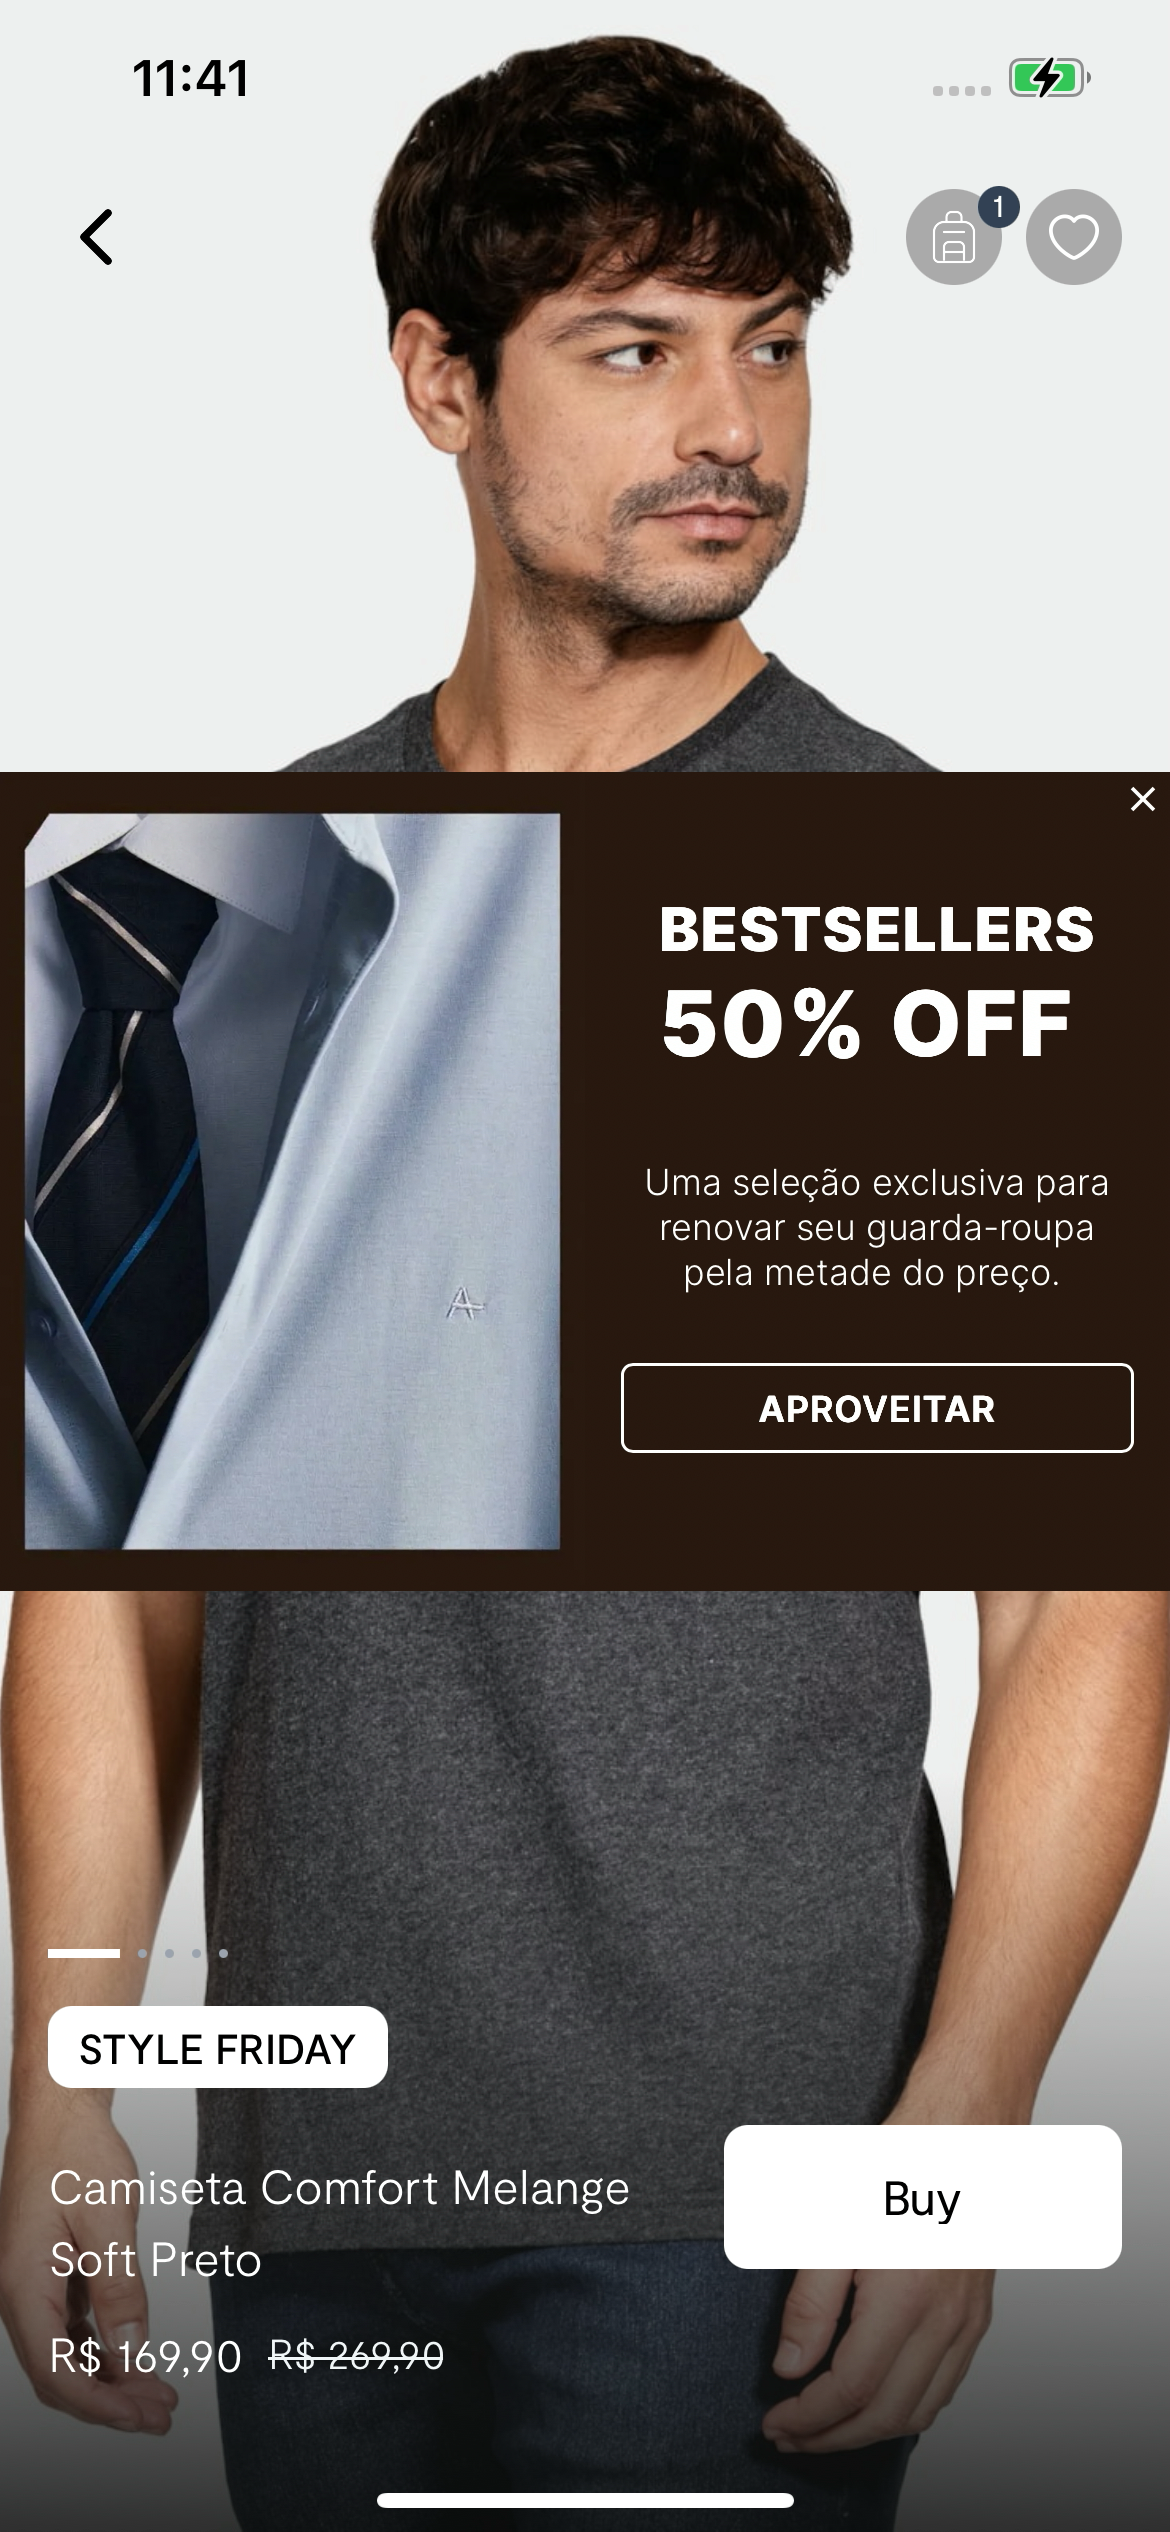 11:41
1
BESTSELLERS
50% OFF
Uma seleção exclusiva para
renovar seu guarda-roupa
pela metade do preço.
APROVEITAR
STYLE FRIDAY
Camiseta Comfort Melange
Soft Preto
R$ 169,90 R$ 269,90
Buy